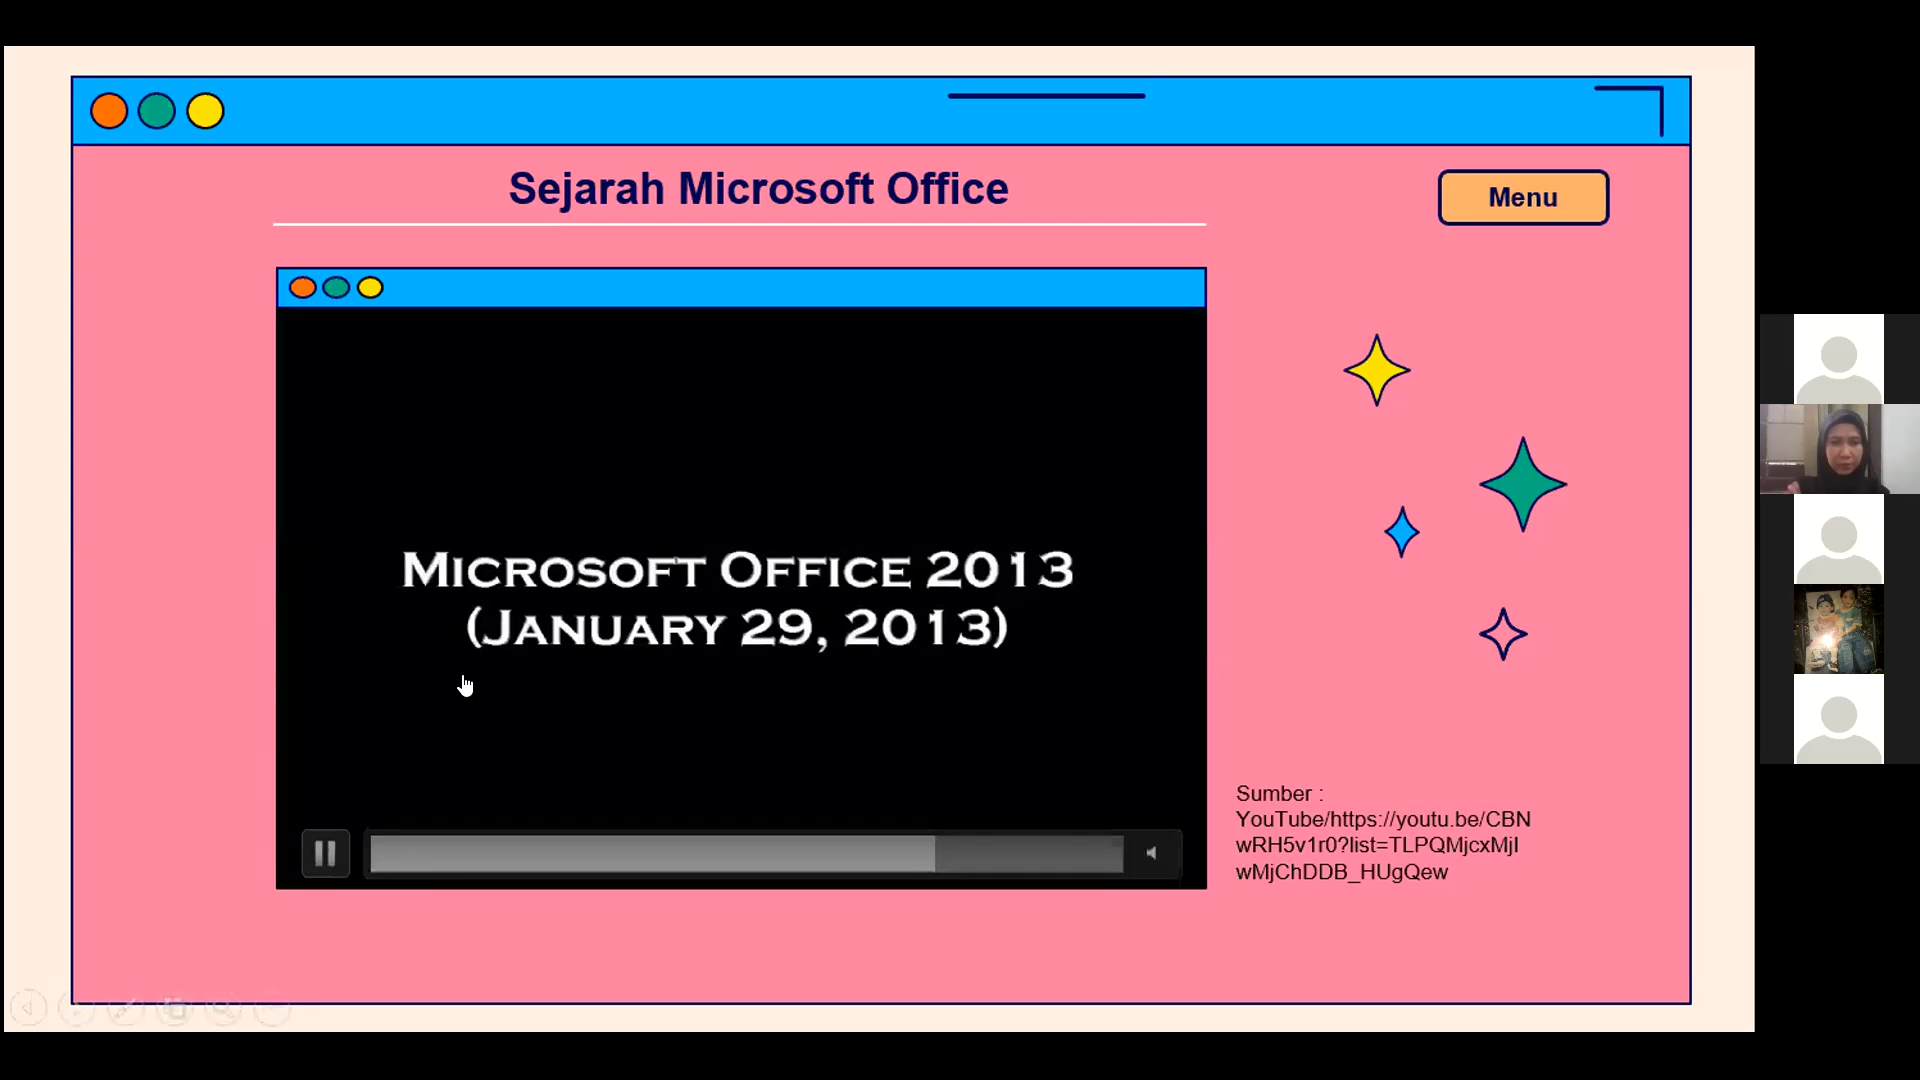 Sejarah Microsoft Office
Menu
MICROSOFT OFFICE 2013
(JANUARY 29, 2013)
Sumber :
YouTube/https://youtu.be/CBN
wRH5v1r0?list=TLPQMjcxMjI
wMjChDDB_HUgQew